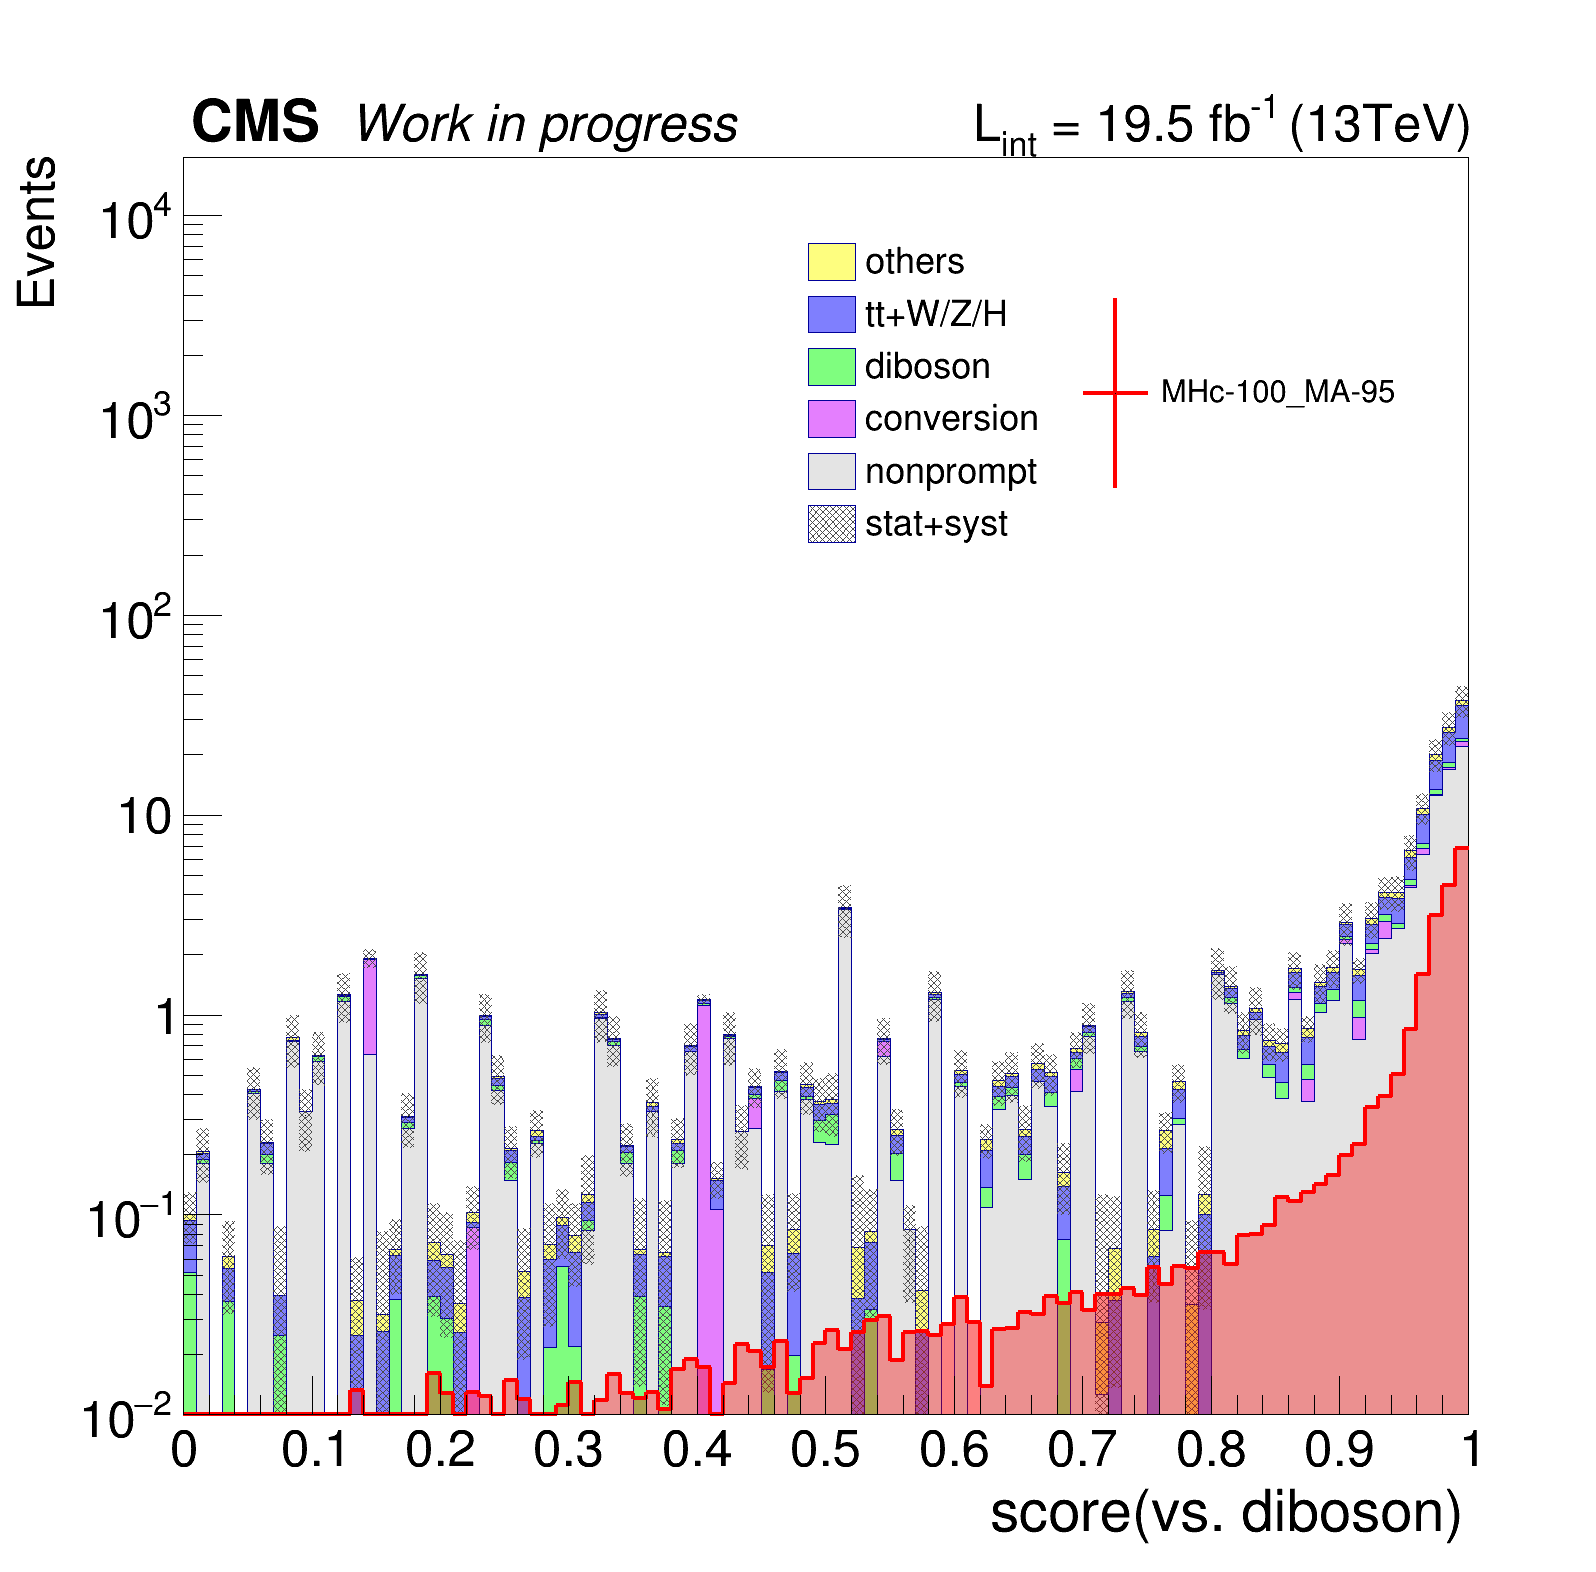 CMS Work in progress L_int = 19.5 fb^-1 (13TeV)
Events
10^4
10^3
10^2
10
1
10^−1
10^−2
others
tt+W/Z/H
diboson
conversion
nonprompt
stat+syst
MHc-100_MA-95
0 0.1 0.2 0.3 0.4 0.5 0.6 0.7 0.8 0.9 1
score(vs. diboson)